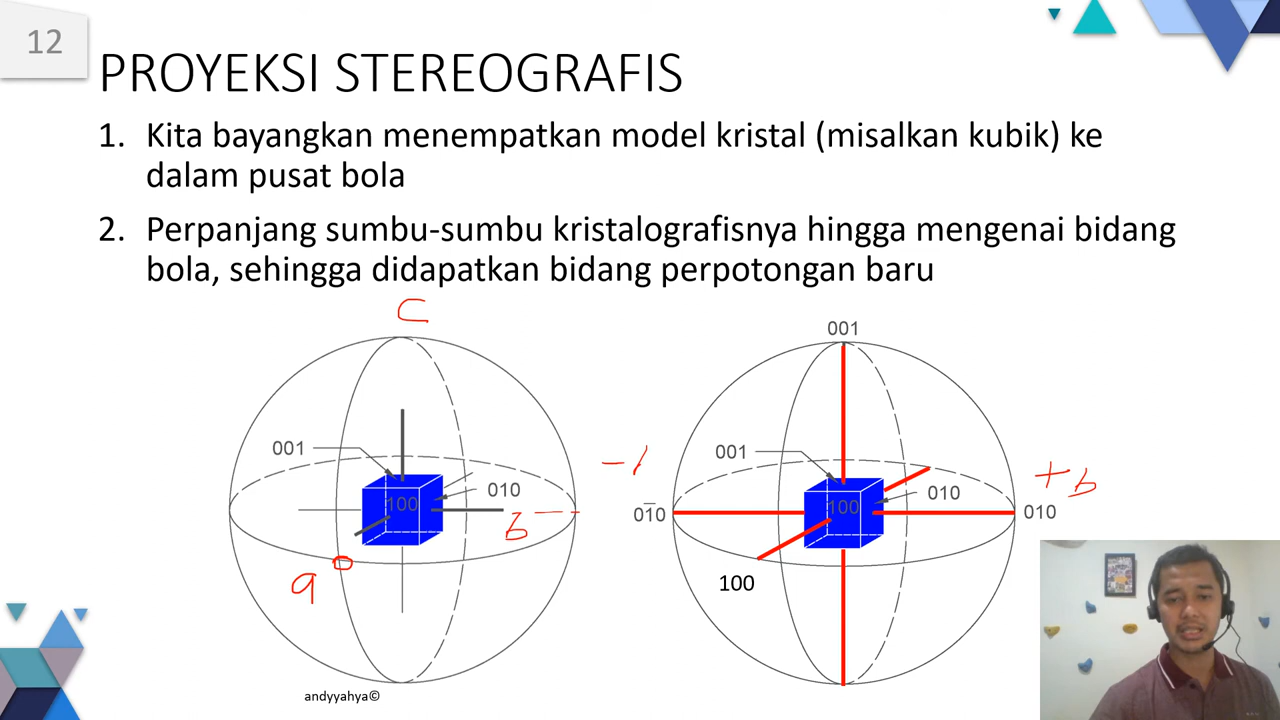 12
PROYEKSI STEREOGRAFIS
1. Kita bayangkan menempatkan model kristal (misalkan kubik) ke
dalam pusat bola
2. Perpanjang sumbu-sumbu kristalografisnya hingga mengenai bidang
bola, sehingga didapatkan bidang perpotongan baru
C
001
100
010
b
a
andyyahya©
001
001
-b
+b
01̅0
100
010
010
100